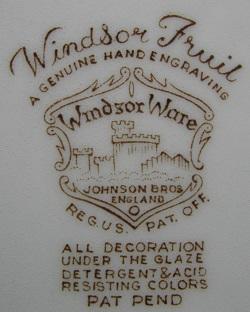 Windsor Fruit
A GENUINE HAND ENGRAVING
Windsor Ware
JOHNSON BROS
ENGLAND
REG.U.S. PAT. OFF.
ALL DECORATION
UNDER THE GLAZE
DETERGENT & ACID
RESISTING COLORS
PAT PEND